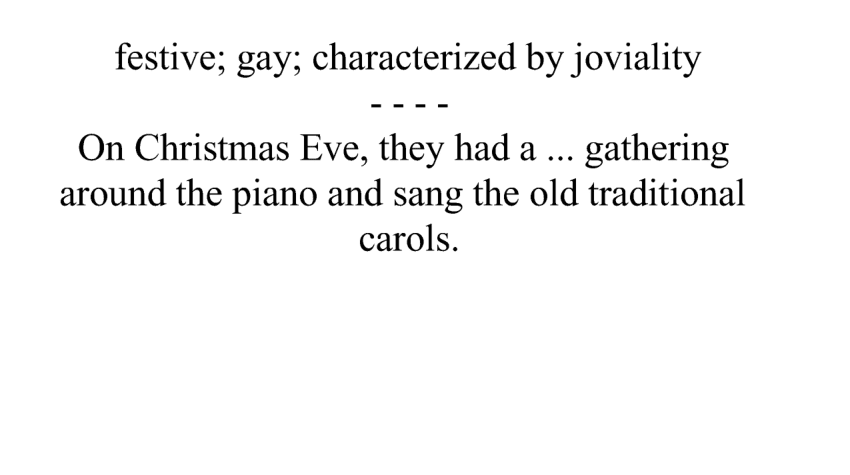 festive; gay; characterized by joviality
- - - -
On Christmas Eve, they had a ... gathering
around the piano and sang the old traditional
carols.